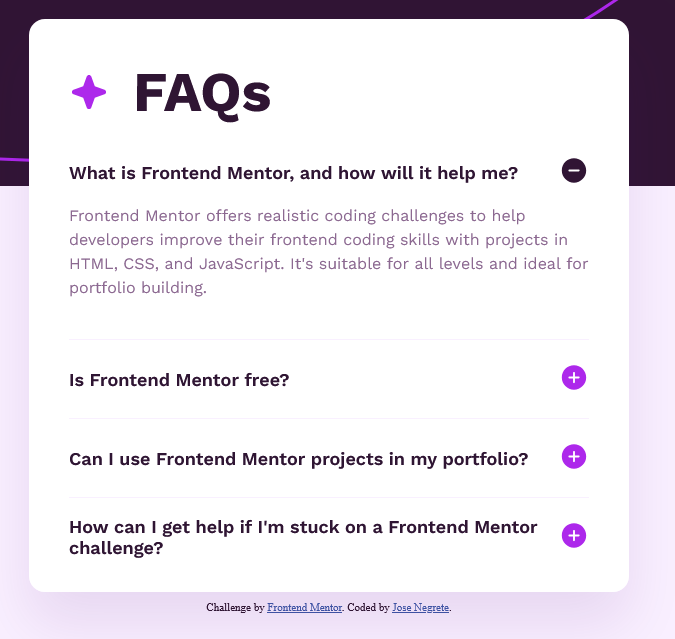 FAQs
What is Frontend Mentor, and how will it help me?
Frontend Mentor offers realistic coding challenges to help
developers improve their frontend coding skills with projects in
HTML, CSS, and JavaScript. It's suitable for all levels and ideal for
portfolio building.
Is Frontend Mentor free?
Can I use Frontend Mentor projects in my portfolio?
How can I get help if I'm stuck on a Frontend Mentor
challenge?
Challenge by Frontend Mentor. Coded by Jose Negrete.